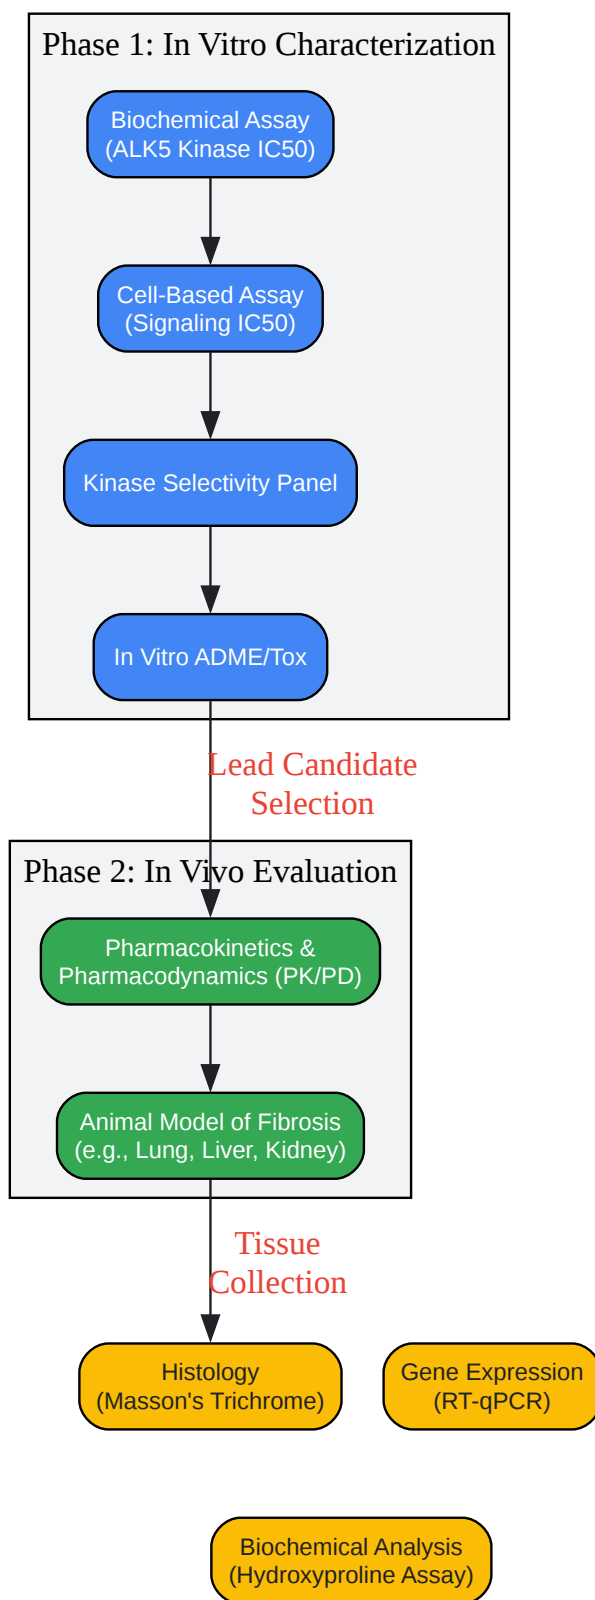 Phase 1: In Vitro Characterization
Biochemical Assay
(ALK5 Kinase IC50)
Cell-Based Assay
(Signaling IC50)
Kinase Selectivity Panel
In Vitro ADME/Tox
Lead Candidate
Selection
Phase 2: In Vivo Evaluation
Pharmacokinetics &
Pharmacodynamics (PK/PD)
Animal Model of Fibrosis
(e.g., Lung, Liver, Kidney)
Tissue
Collection
Histology
(Masson's Trichrome)
Gene Expression
(RT-qPCR)
Biochemical Analysis
(Hydroxyproline Assay)